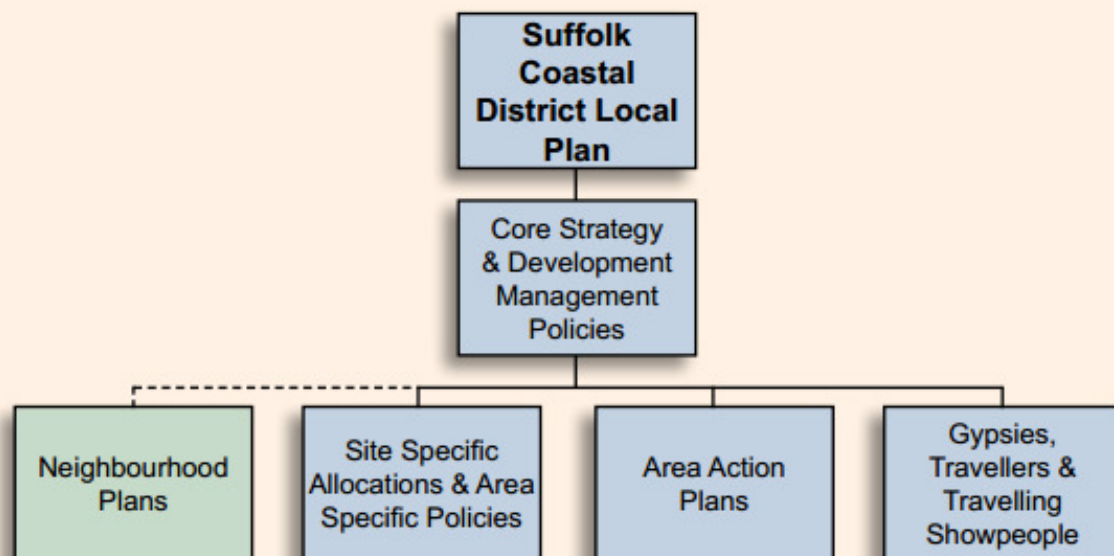 Suffolk
Coastal
District Local
Plan
Core Strategy
& Development
Management
Policies
Neighbourhood
Plans
Site Specific
Allocations & Area
Specific Policies
Area Action
Plans
Gypsies,
Travellers &
Travelling
Showpeople